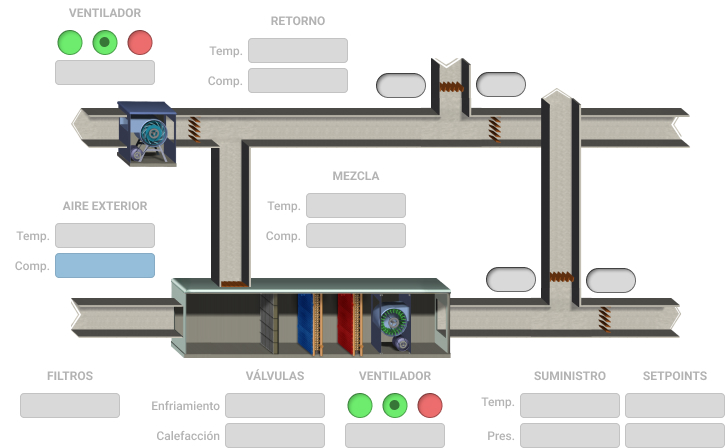 VENTILADOR
RETORNO
Temp.
Comp.
MEZCLA
Temp.
Comp.
AIRE EXTERIOR
Temp.
Comp.
FILTROS
VÁLVULAS
VENTILADOR
SUMINISTRO
SETPOINTS
Enfriamiento
Temp.
Calefacción
Pres.